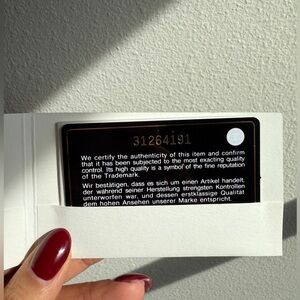 31264191
We certify the authenticity of this item and confirm
that it has been subjected to the most exacting quality
control. Its high quality is a symbol of the fine reputation
of the Trademark.
Wir bestätigen, dass es sich um einen Artikel handelt,
der während seiner Herstellung strengsten Kontrollen
unterworfen war, und dessen erstklassige Qualität
dem hohen Ansehen unserer Marke entspricht.